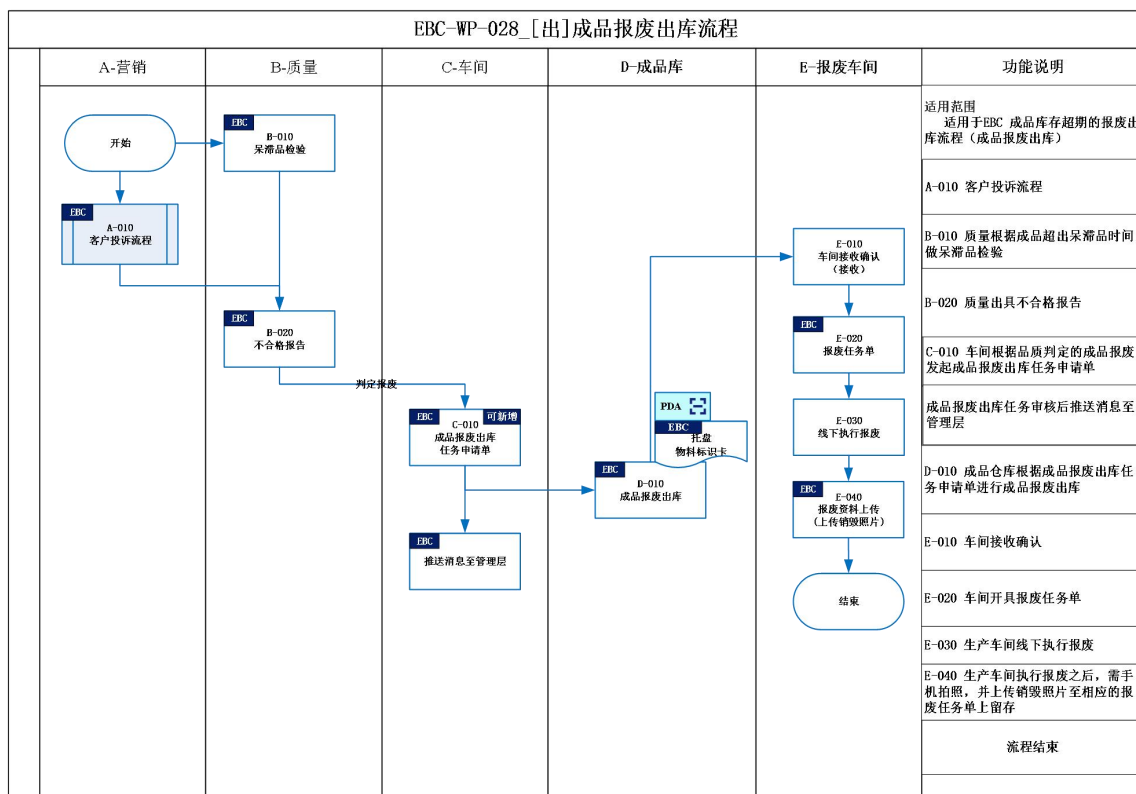 EBC-WP-028_[出]成品报废出库流程
A-营销
B-质量
C-车间
D-成品库
E-报废车间
功能说明
开始
EBC
A-010
客户投诉流程
EBC
B-010
呆滞品检验
EBC
B-020
不合格报告
判定报废
EBC
可新增
C-010
成品报废出库
任务申请单
EBC
推送消息至管理层
PDA
EBC
托盘
物料标识卡
EBC
D-010
成品报废出库
E-010
车间接收确认
(接收)
EBC
E-020
报废任务单
E-030
线下执行报废
EBC
E-040
报废资料上传
(上传销毁照片)
结束
适用范围
适用于EBC 成品库存超期的报废出
库流程（成品报废出库）
A-010 客户投诉流程
B-010 质量根据成品超出呆滞品时间
做呆滞品检验
B-020 质量出具不合格报告
C-010 车间根据品质判定的成品报废
发起成品报废出库任务申请单
成品报废出库任务审核后推送消息至
管理层
D-010 成品仓库根据成品报废出库任
务申请单进行成品报废出库
E-010 车间接收确认
E-020 车间开具报废任务单
E-030 生产车间线下执行报废
E-040 生产车间执行报废之后，需手
机拍照，并上传销毁照片至相应的报
废任务单上留存
流程结束